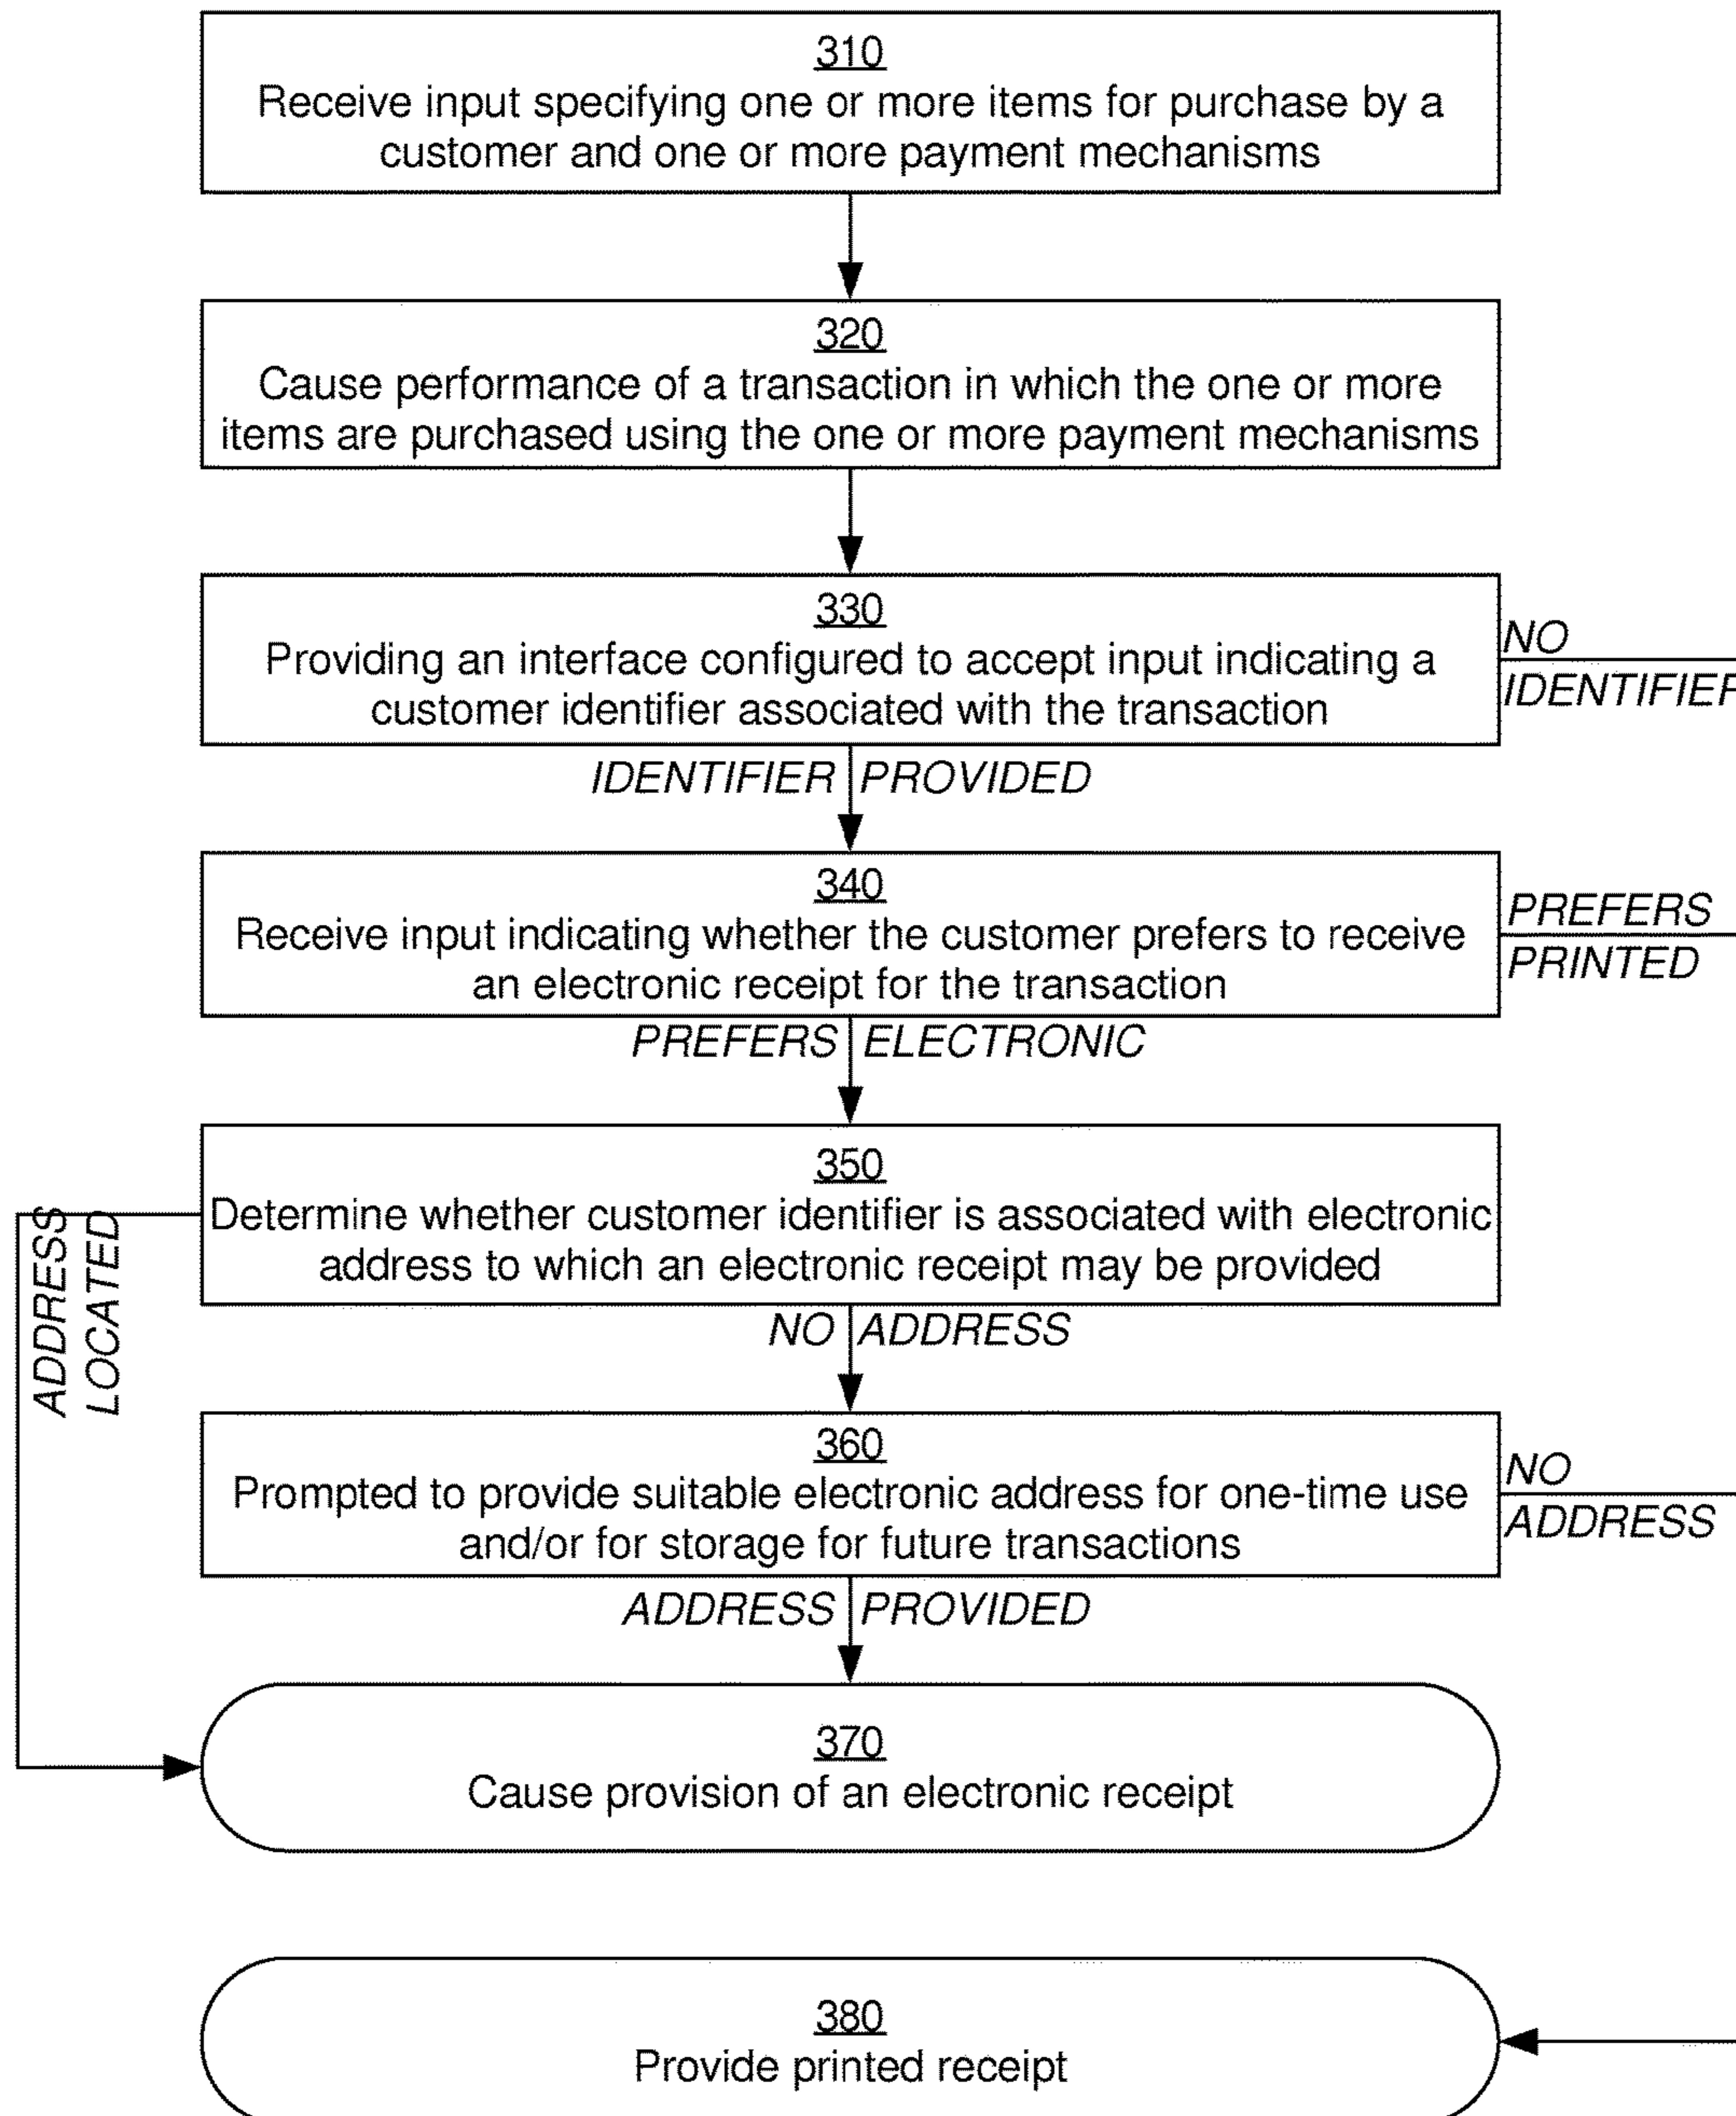 310
Receive input specifying one or more items for purchase by a
customer and one or more payment mechanisms
320
Cause performance of a transaction in which the one or more
items are purchased using the one or more payment mechanisms
330
Providing an interface configured to accept input indicating a
customer identifier associated with the transaction
NO
IDENTIFIER
IDENTIFIER PROVIDED
340
Receive input indicating whether the customer prefers to receive
an electronic receipt for the transaction
PREFERS
PRINTED
PREFERS ELECTRONIC
350
Determine whether customer identifier is associated with electronic
address to which an electronic receipt may be provided
ADDRESS
LOCATED
NO ADDRESS
360
Prompted to provide suitable electronic address for one-time use
and/or for storage for future transactions
NO
ADDRESS
ADDRESS PROVIDED
370
Cause provision of an electronic receipt
380
Provide printed receipt